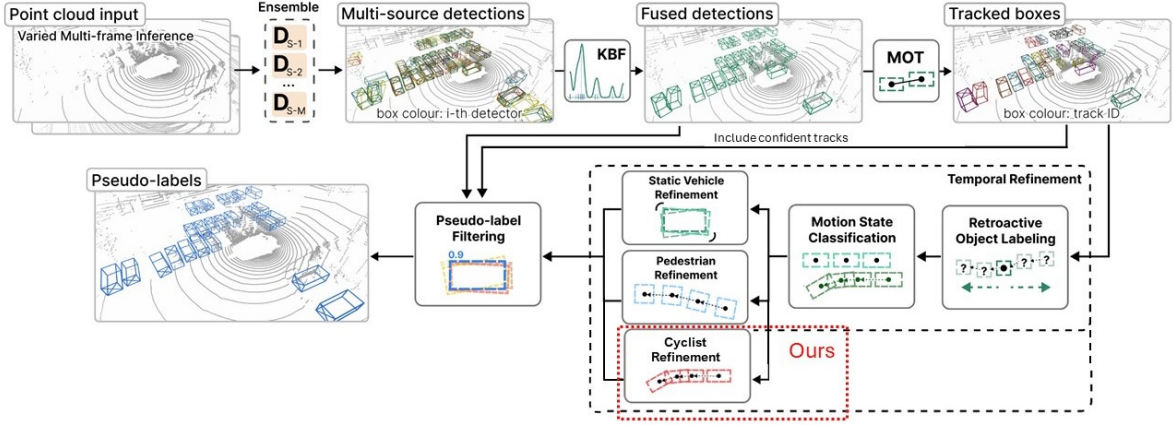 Point cloud input
Varied Multi-frame Inference
Ensemble
D S-1
D S-2
...
D S-M
Multi-source detections
box colour: i-th detector
KBF
Fused detections
MOT
Tracked boxes
box colour: track ID
Include confident tracks
Pseudo-labels
Pseudo-label
Filtering
0.9
Temporal Refinement
Static Vehicle
Refinement
Pedestrian
Refinement
Cyclist
Refinement
Ours
Motion State
Classification
Retroactive
Object Labeling
? ? ? ?